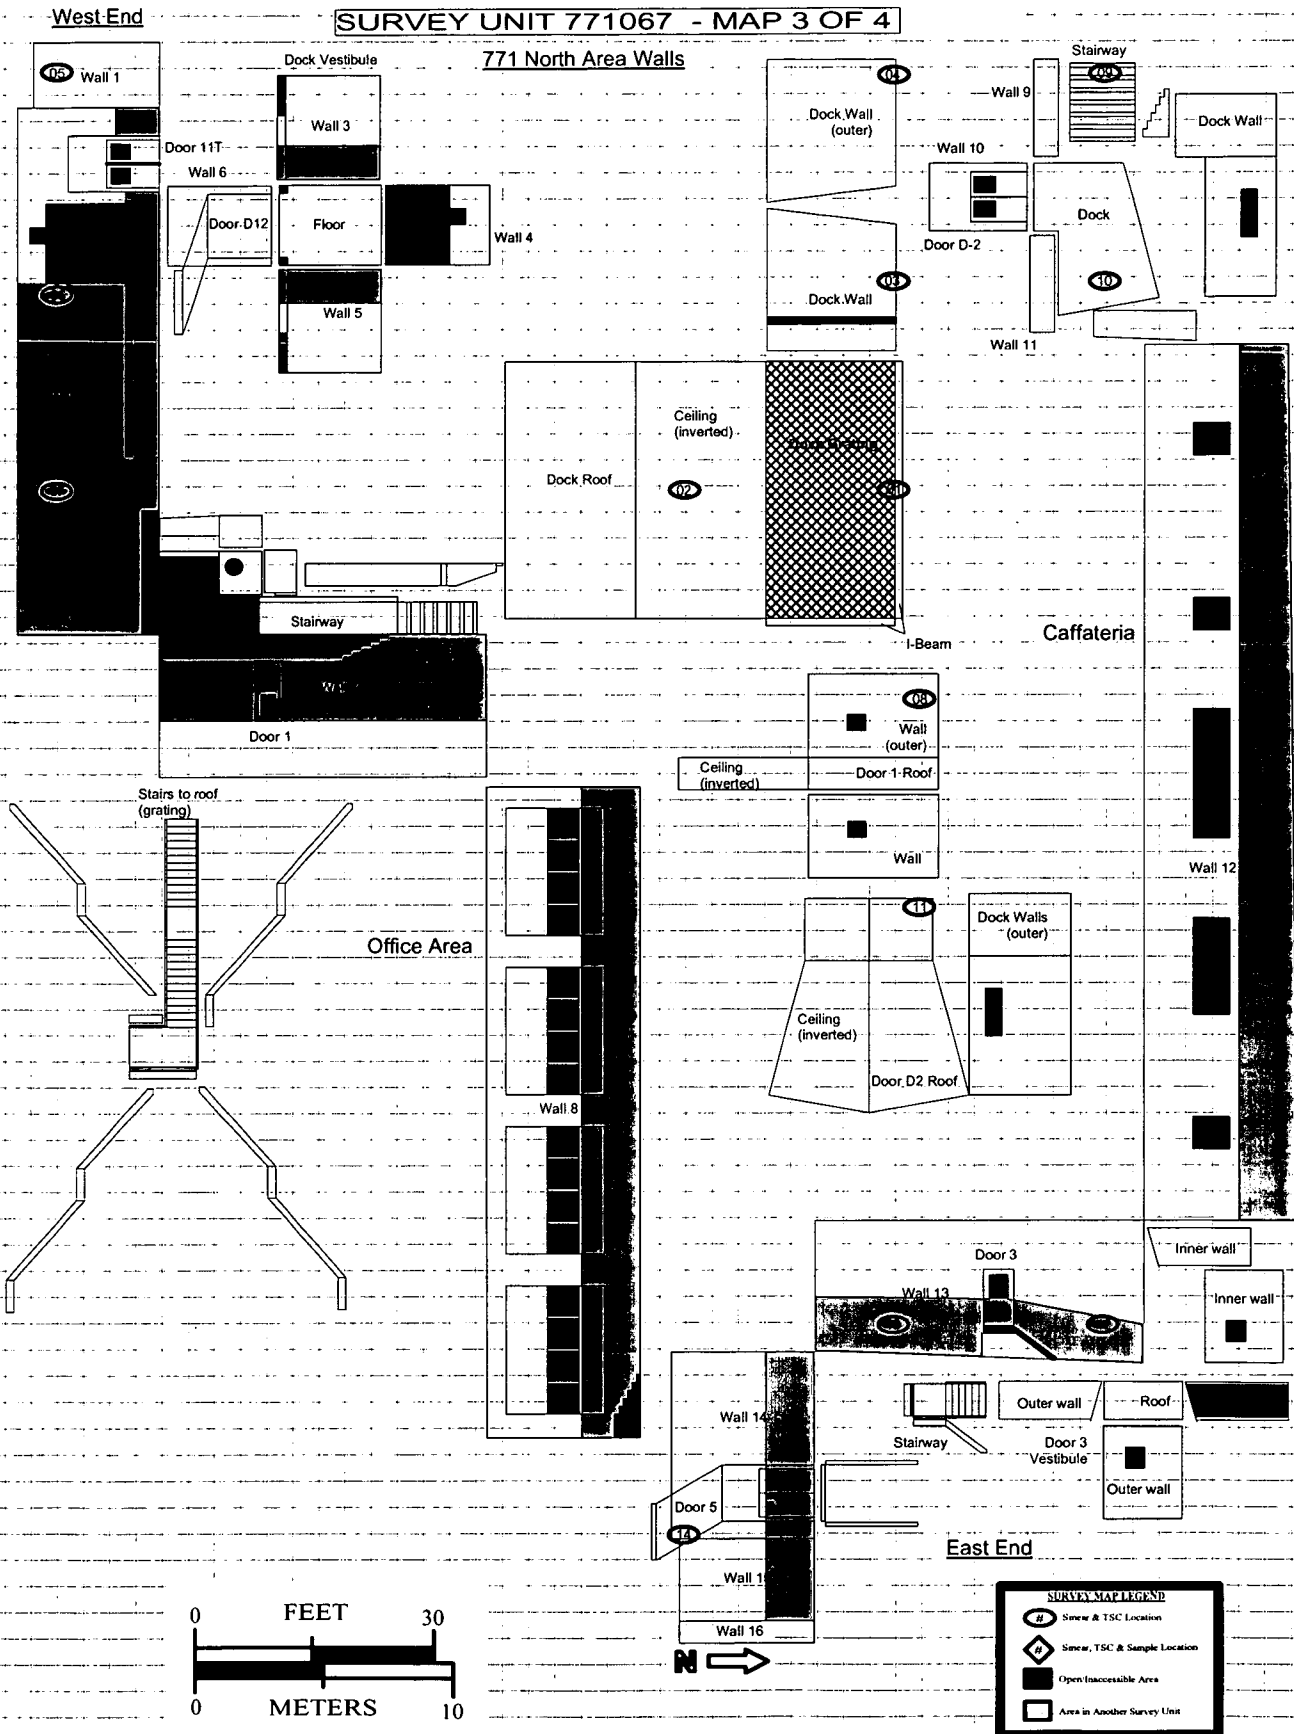 West End
SURVEY UNIT 771067 - MAP 3 OF 4
771 North Area Walls
05
Wall 1
Dock Vestibule
Wall 3
Door 11T
Wall 6
Door D12
Floor
Wall 4
Wall 5
04
Dock Wall
(outer)
Dock Wall
03
Wall 9
Stairway
09
Dock Wall
Wall 10
Dock
Door D-2
10
Wall 11
Ceiling
(inverted)
Dock Roof
02
I-Beam
Caffateria
Stairway
Door 1
08
Wall
(outer)
Ceiling
(inverted)
Door 1 Roof
Wall
Wall 12
Stairs to roof
(grating)
Office Area
Wall 8
11
Dock Walls
(outer)
Ceiling
(inverted)
Door D2 Roof
Door 3
Wall 13
Inner wall
Inner wall
Wall 14
Outer wall
Roof
Stairway
Door 3
Vestibule
Outer wall
Door 5
14
East End
Wall 1
Wall 16
N
0
FEET
30
0
METERS
10
SURVEY MAP LEGEND
# Smear & TSC Location
# Smear, TSC & Sample Location
Open/Inaccessible Area
Area in Another Survey Unit